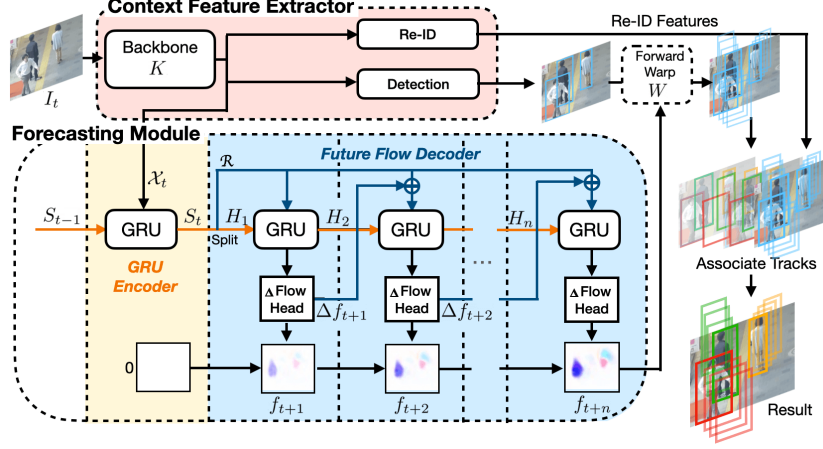 Context Feature Extractor
Re-ID Features
Backbone
K
Re-ID
Detection
Forward
Warp
W
I_t
Forecasting Module
Future Flow Decoder
𝓡
𝒳_t
S_{t−1}
GRU
S_t
Split
H_1
GRU
H_2
GRU
H_n
GRU
GRU
Encoder
...
Associate Tracks
Δ Flow
Head
Δf_{t+1}
Δ Flow
Head
Δf_{t+2}
Δ Flow
Head
0
f_{t+1}
f_{t+2}
f_{t+n}
Result